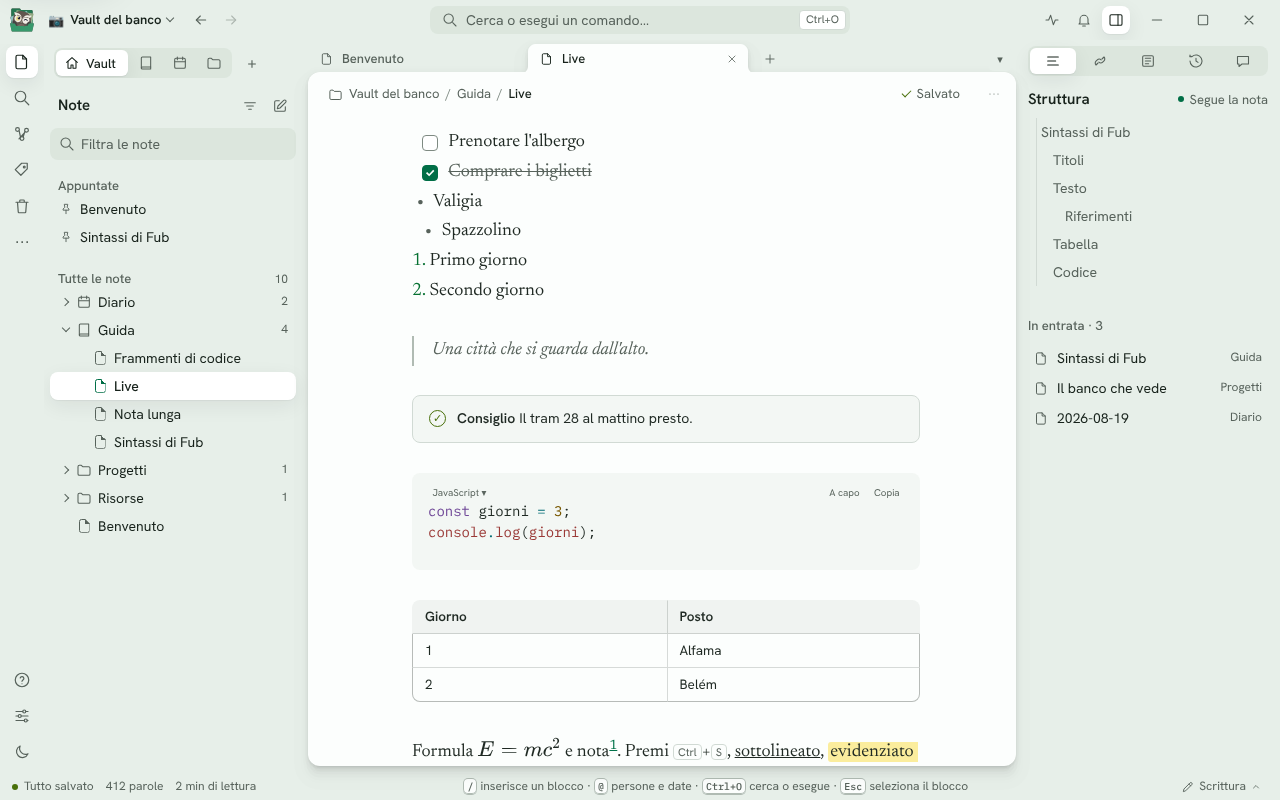 Vault del banco
Cerca o esegui un comando...
Ctrl+O
Vault
Benvenuto
Live
Note
Filtra le note
Appuntate
Benvenuto
Sintassi di Fub
Tutte le note 10
Diario 2
Guida 4
Frammenti di codice
Live
Nota lunga
Sintassi di Fub
Progetti 1
Risorse 1
Benvenuto
Vault del banco / Guida / Live
Salvato
Prenotare l'albergo
Comprare i biglietti
• Valigia
• Spazzolino
1. Primo giorno
2. Secondo giorno
Una città che si guarda dall'alto.
Consiglio Il tram 28 al mattino presto.
JavaScript ▾ A capo Copia
const giorni = 3;
console.log(giorni);
Giorno Posto
1 Alfama
2 Belém
Formula E = mc² e nota¹. Premi Ctrl+S, sottolineato, evidenziato
Struttura
Segue la nota
Sintassi di Fub
Titoli
Testo
Riferimenti
Tabella
Codice
In entrata · 3
Sintassi di Fub Guida
Il banco che vede Progetti
2026-08-19 Diario
Tutto salvato 412 parole 2 min di lettura
/ inserisce un blocco · @ persone e date · Ctrl+O cerca o esegue · Esc seleziona il blocco
Scrittura